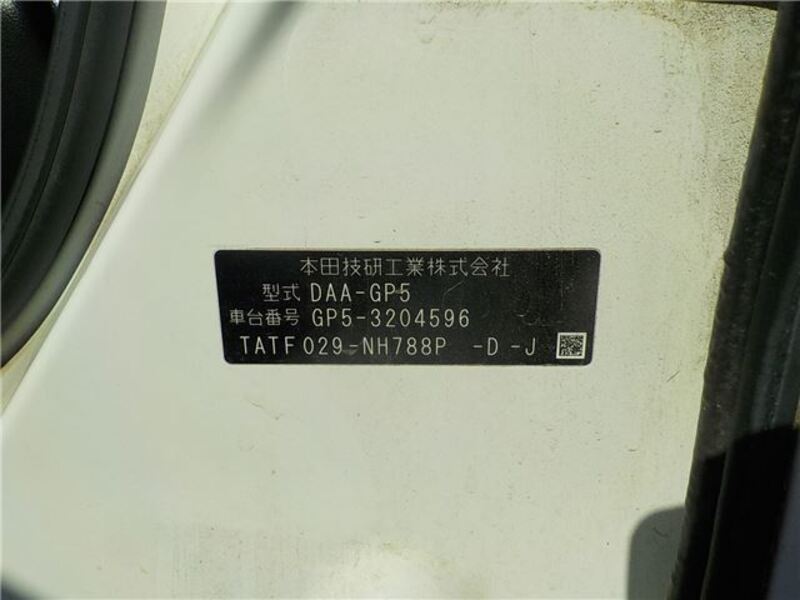 本田技研工業株式会社
型式 DAA-GP5
車台番号 GP5-3204596
TATF029-NH788P -D -J